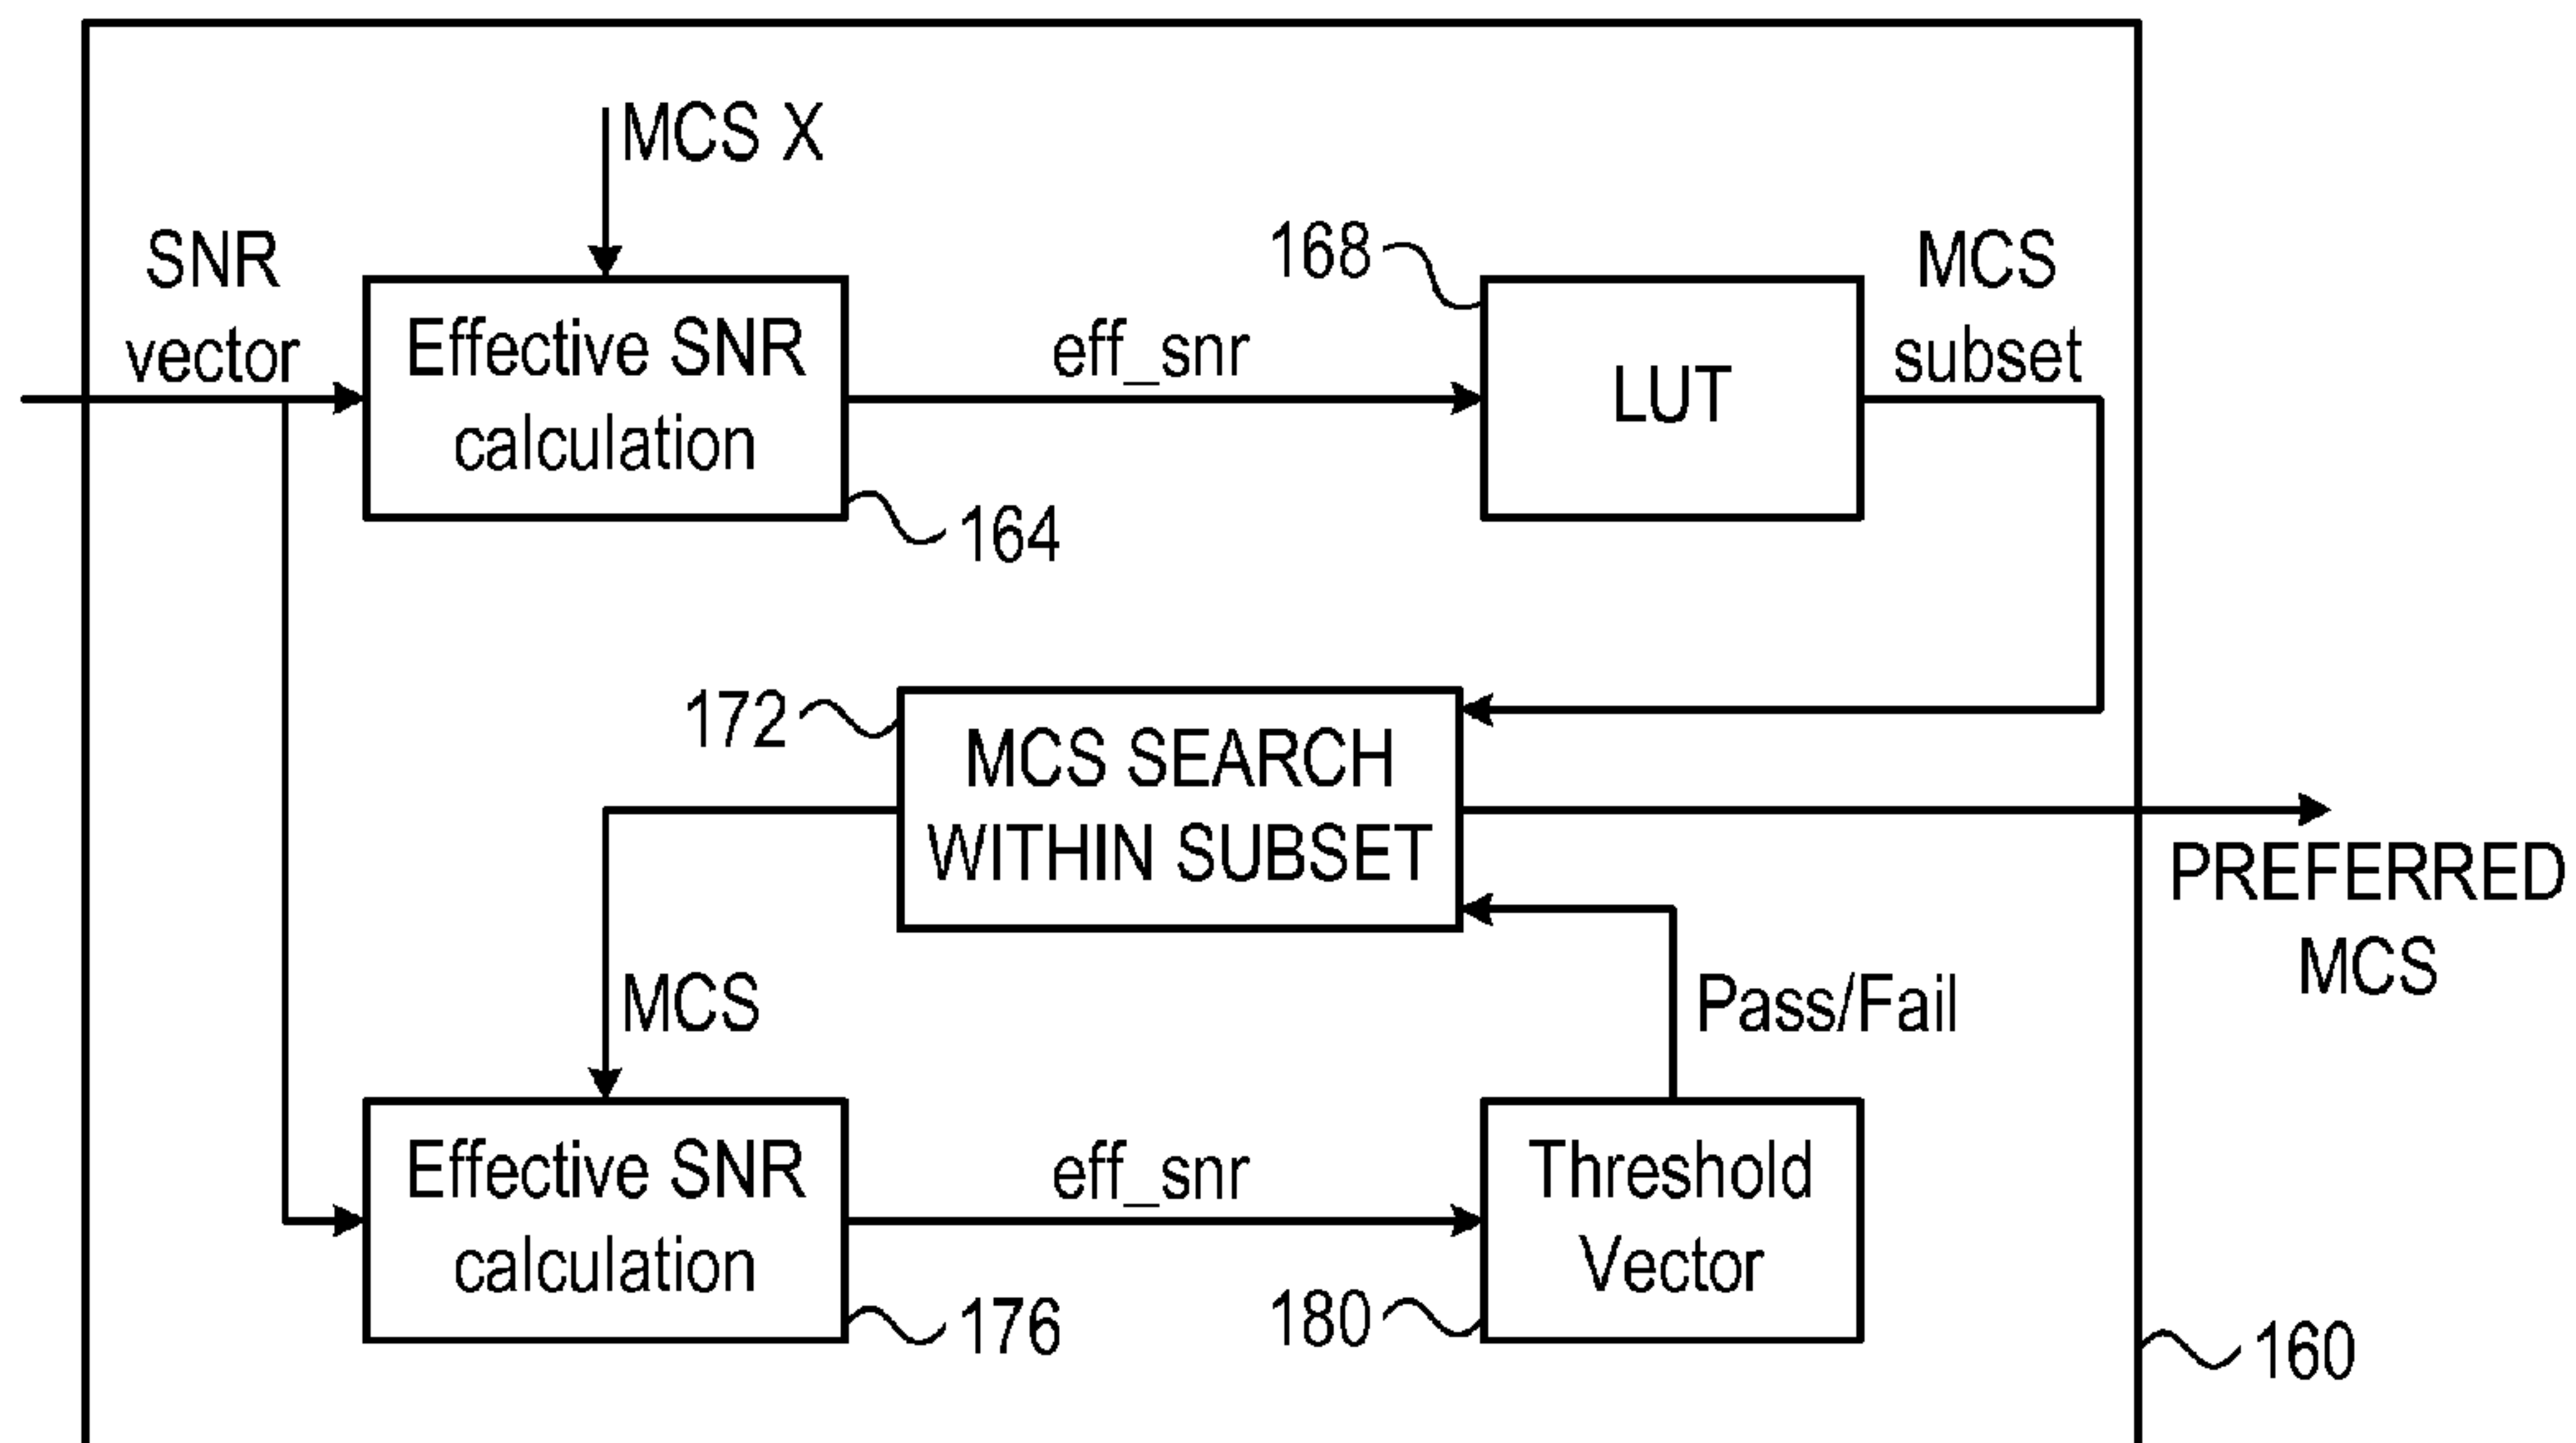 MCS X
SNR
vector
Effective SNR
calculation
164
eff_snr
168
LUT
MCS
subset
172
MCS SEARCH
WITHIN SUBSET
PREFERRED
MCS
MCS
Pass/Fail
Effective SNR
calculation
176
eff_snr
180
Threshold
Vector
160